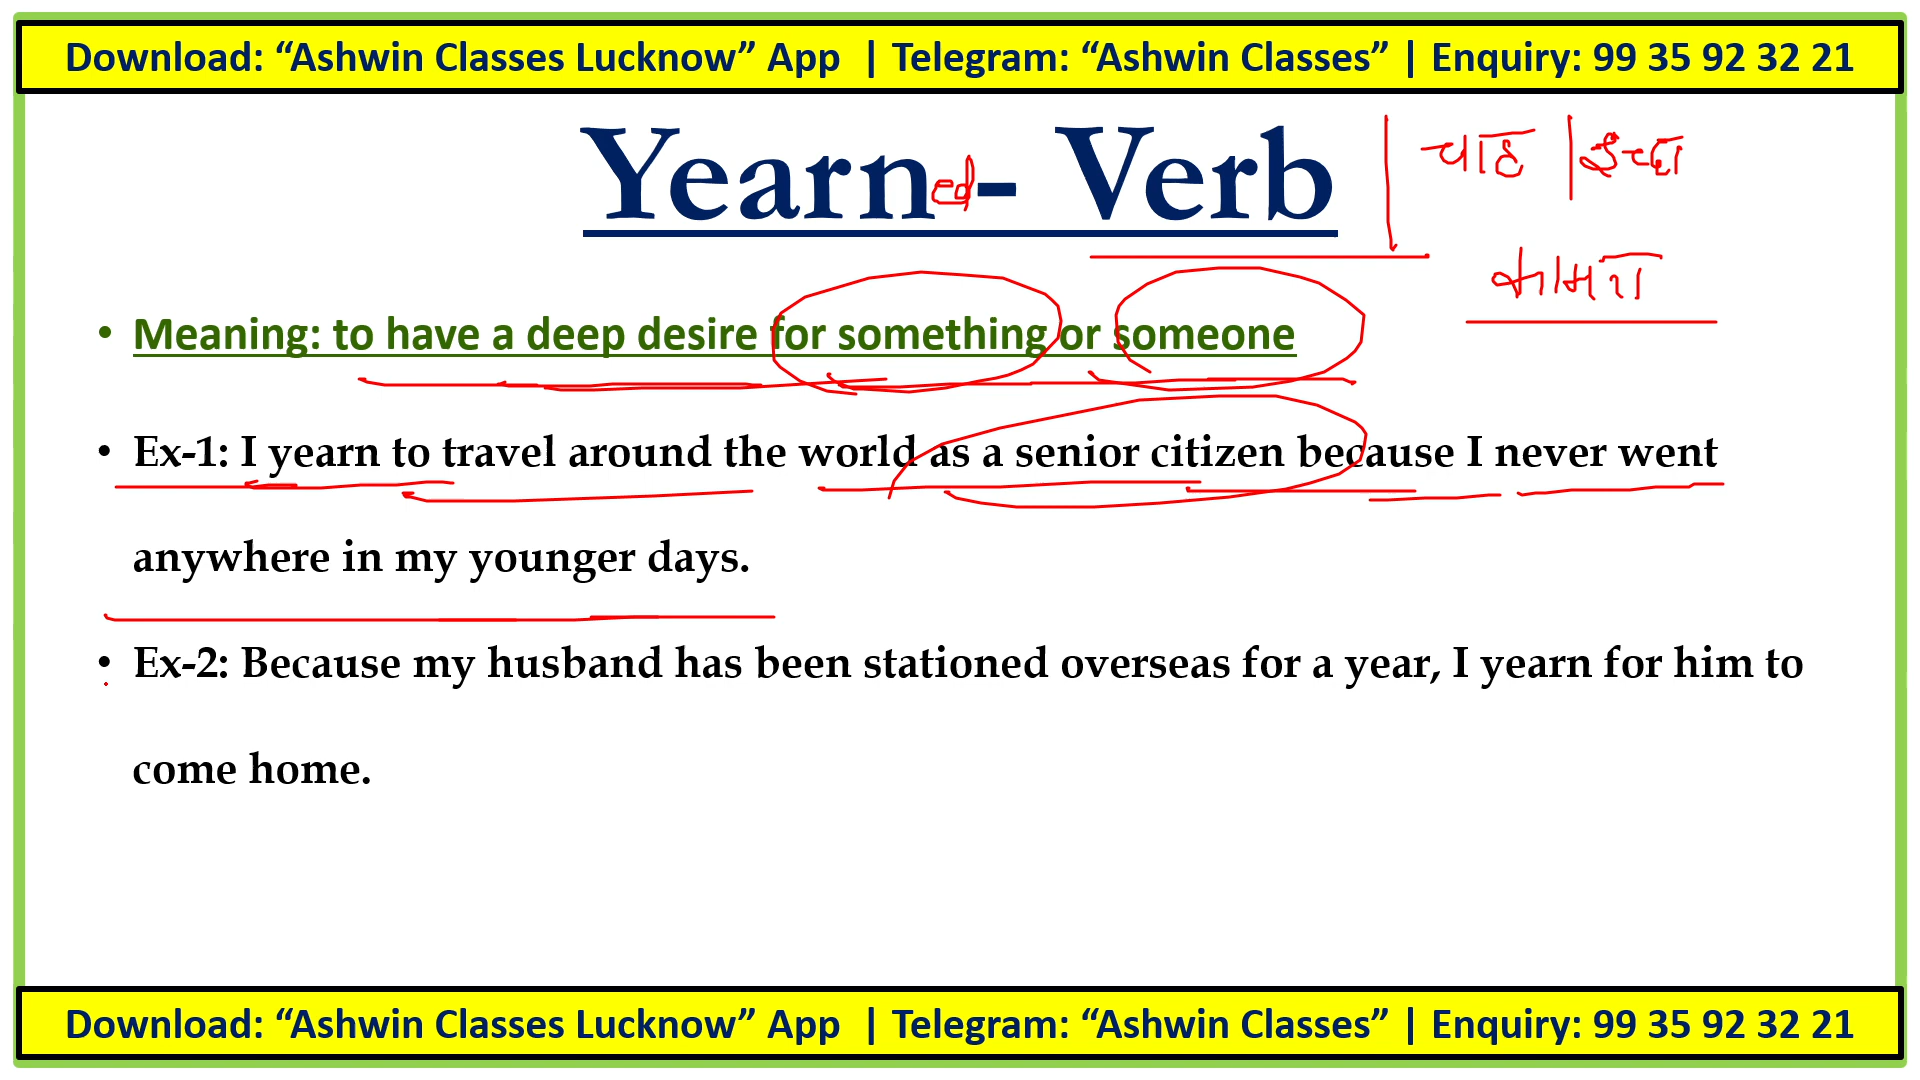 Download: “Ashwin Classes Lucknow” App | Telegram: “Ashwin Classes” | Enquiry: 99 35 92 32 21
Yearned - Verb | चाह | इच्छा
कामना
• Meaning: to have a deep desire for something or someone
• Ex-1: I yearn to travel around the world as a senior citizen because I never went
anywhere in my younger days.
• Ex-2: Because my husband has been stationed overseas for a year, I yearn for him to
come home.
Download: “Ashwin Classes Lucknow” App | Telegram: “Ashwin Classes” | Enquiry: 99 35 92 32 21